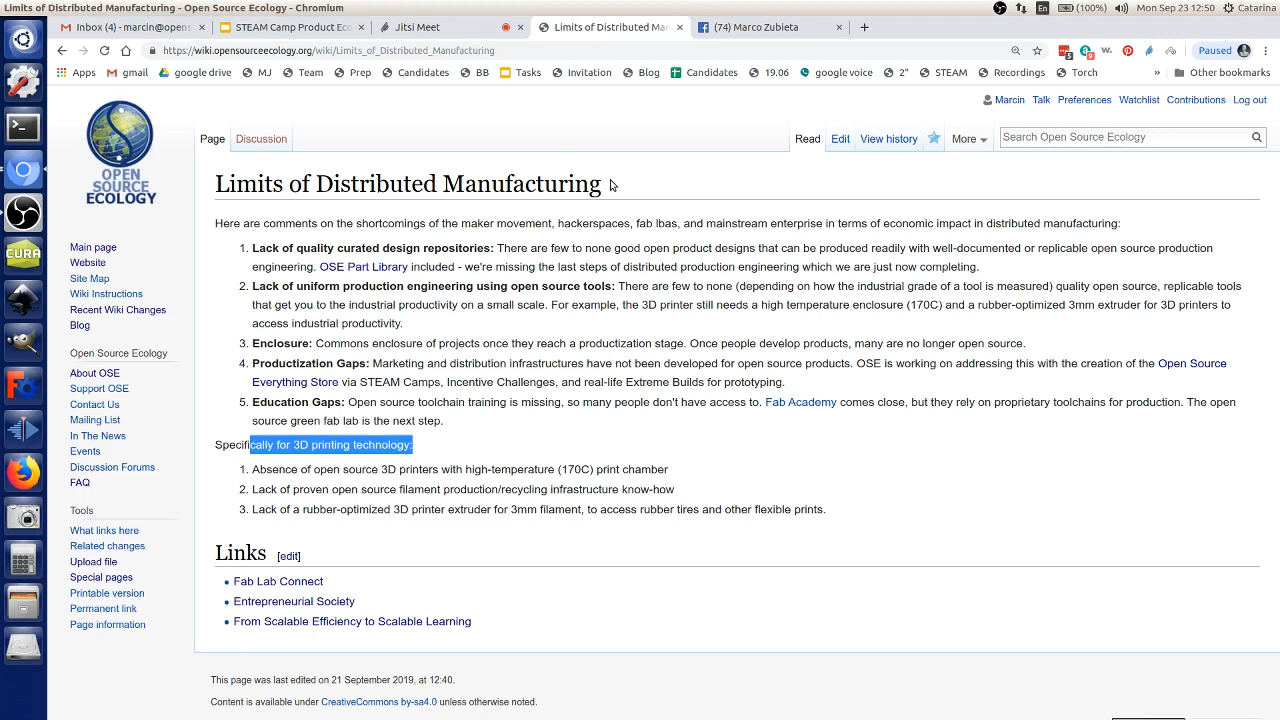 Limits of Distributed Manufacturing - Open Source Ecology - Chromium
En (100%) Mon Sep 23 12:50 Catarina
Inbox (4) - marcin@opens × STEAM Camp Product Eco × Jitsi Meet × Limits of Distributed Man × (74) Marco Zubieta ×
https://wiki.opensourceecology.org/wiki/Limits_of_Distributed_Manufacturing Paused
Apps gmail google drive MJ Team Prep Candidates BB Tasks Invitation Blog Candidates 19.06 google voice 2" STEAM Recordings Torch » Other bookmarks
Marcin Talk Preferences Watchlist Contributions Log out
OPEN
SOURCE
ECOLOGY
Page Discussion Read Edit View history More Search Open Source Ecology
Main page
Website
Site Map
Wiki Instructions
Recent Wiki Changes
Blog
Open Source Ecology
About OSE
Support OSE
Contact Us
Mailing List
In The News
Events
Discussion Forums
FAQ
Tools
What links here
Related changes
Upload file
Special pages
Printable version
Permanent link
Page information
Limits of Distributed Manufacturing
Here are comments on the shortcomings of the maker movement, hackerspaces, fab lbas, and mainstream enterprise in terms of economic impact in distributed manufacturing:
1. Lack of quality curated design repositories: There are few to none good open product designs that can be produced readily with well-documented or replicable open source production
engineering. OSE Part Library included - we're missing the last steps of distributed production engineering which we are just now completing.
2. Lack of uniform production engineering using open source tools: There are few to none (depending on how the industrial grade of a tool is measured) quality open source, replicable tools
that get you to the industrial productivity on a small scale. For example, the 3D printer still needs a high temperature enclosure (170C) and a rubber-optimized 3mm extruder for 3D printers to
access industrial productivity.
3. Enclosure: Commons enclosure of projects once they reach a productization stage. Once people develop products, many are no longer open source.
4. Productization Gaps: Marketing and distribution infrastructures have not been developed for open source products. OSE is working on addressing this with the creation of the Open Source
Everything Store via STEAM Camps, Incentive Challenges, and real-life Extreme Builds for prototyping.
5. Education Gaps: Open source toolchain training is missing, so many people don't have access to. Fab Academy comes close, but they rely on proprietary toolchains for production. The open
source green fab lab is the next step.
Specifically for 3D printing technology:
1. Absence of open source 3D printers with high-temperature (170C) print chamber
2. Lack of proven open source filament production/recycling infrastructure know-how
3. Lack of a rubber-optimized 3D printer extruder for 3mm filament, to access rubber tires and other flexible prints.
Links [edit]
Fab Lab Connect
Entrepreneurial Society
From Scalable Efficiency to Scalable Learning
This page was last edited on 21 September 2019, at 12:40.
Content is available under CreativeCommons by-sa4.0 unless otherwise noted.
CURA